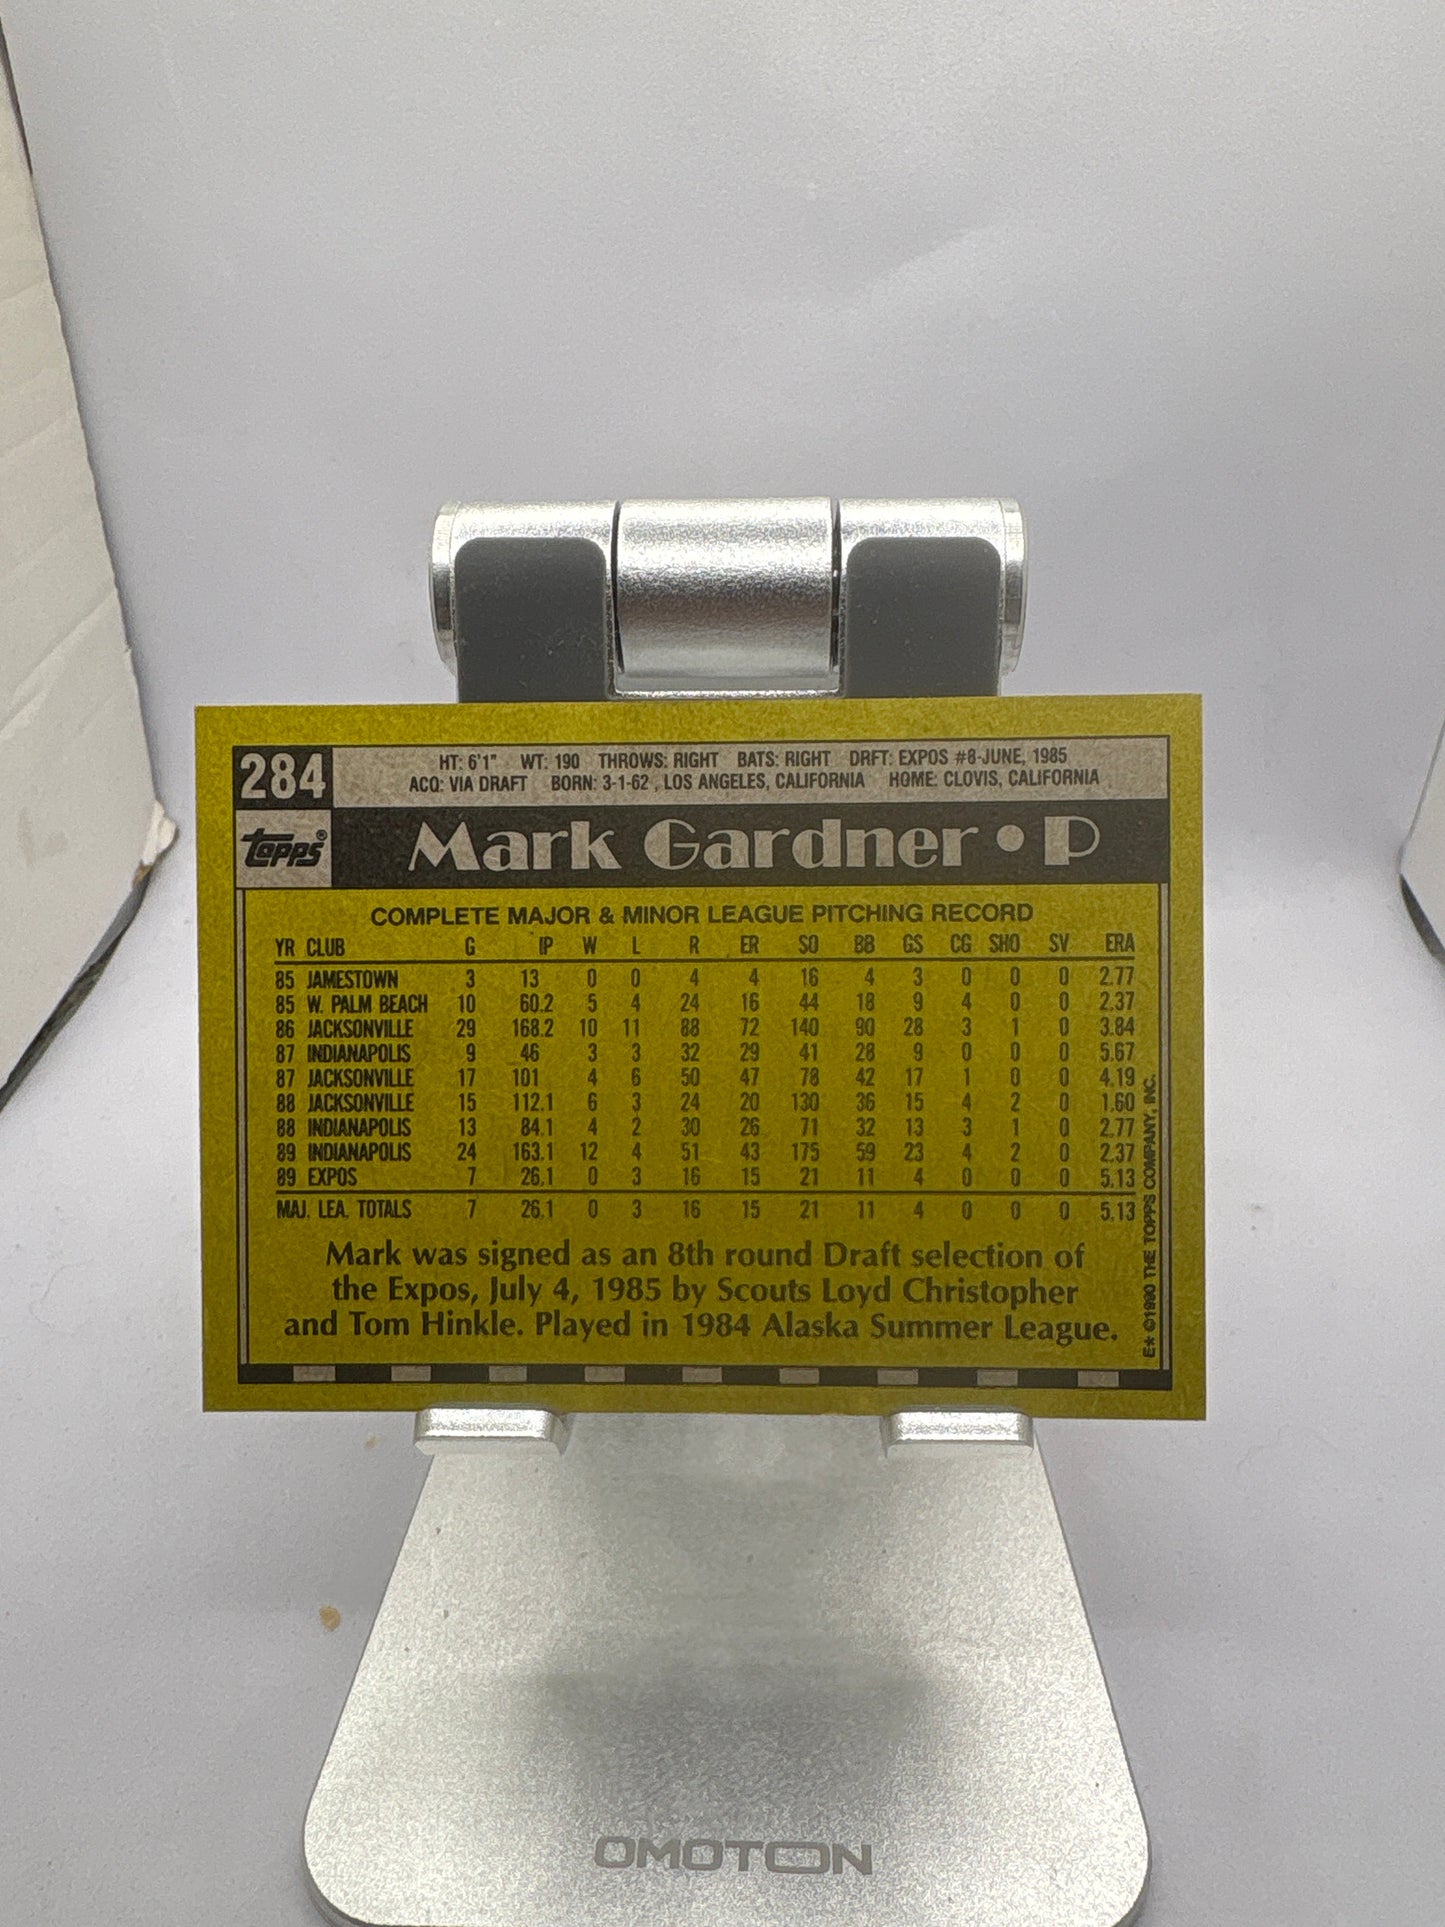 284
HT: 6'1" WT: 190 THROWS: RIGHT BATS: RIGHT DRFT: EXPOS #8-JUNE, 1985
ACQ: VIA DRAFT BORN: 3-1-62 , LOS ANGELES, CALIFORNIA HOME: CLOVIS, CALIFORNIA
Topps®
Mark Gardner • P
COMPLETE MAJOR & MINOR LEAGUE PITCHING RECORD
YR CLUB G IP W L R ER SO BB GS CG SHO SV ERA
85 JAMESTOWN 3 13 0 0 4 4 16 4 3 0 0 0 2.77
85 W. PALM BEACH 10 60.2 5 4 24 16 44 18 9 4 0 0 2.37
86 JACKSONVILLE 29 168.2 10 11 88 72 140 90 28 3 1 0 3.84
87 INDIANAPOLIS 9 46 3 3 32 29 41 28 9 0 0 0 5.67
87 JACKSONVILLE 17 101 4 6 50 47 78 42 17 1 0 0 4.19
88 JACKSONVILLE 15 112.1 6 3 24 20 130 36 15 4 2 0 1.60
88 INDIANAPOLIS 13 84.1 4 2 30 26 71 32 13 3 1 0 2.77
89 INDIANAPOLIS 24 163.1 12 4 51 43 175 59 23 4 2 0 2.37
89 EXPOS 7 26.1 0 3 16 15 21 11 4 0 0 0 5.13
MAJ. LEA. TOTALS 7 26.1 0 3 16 15 21 11 4 0 0 0 5.13
Mark was signed as an 8th round Draft selection of
the Expos, July 4, 1985 by Scouts Loyd Christopher
and Tom Hinkle. Played in 1984 Alaska Summer League.
E* ©1990 THE TOPPS COMPANY, INC.
OMOTON